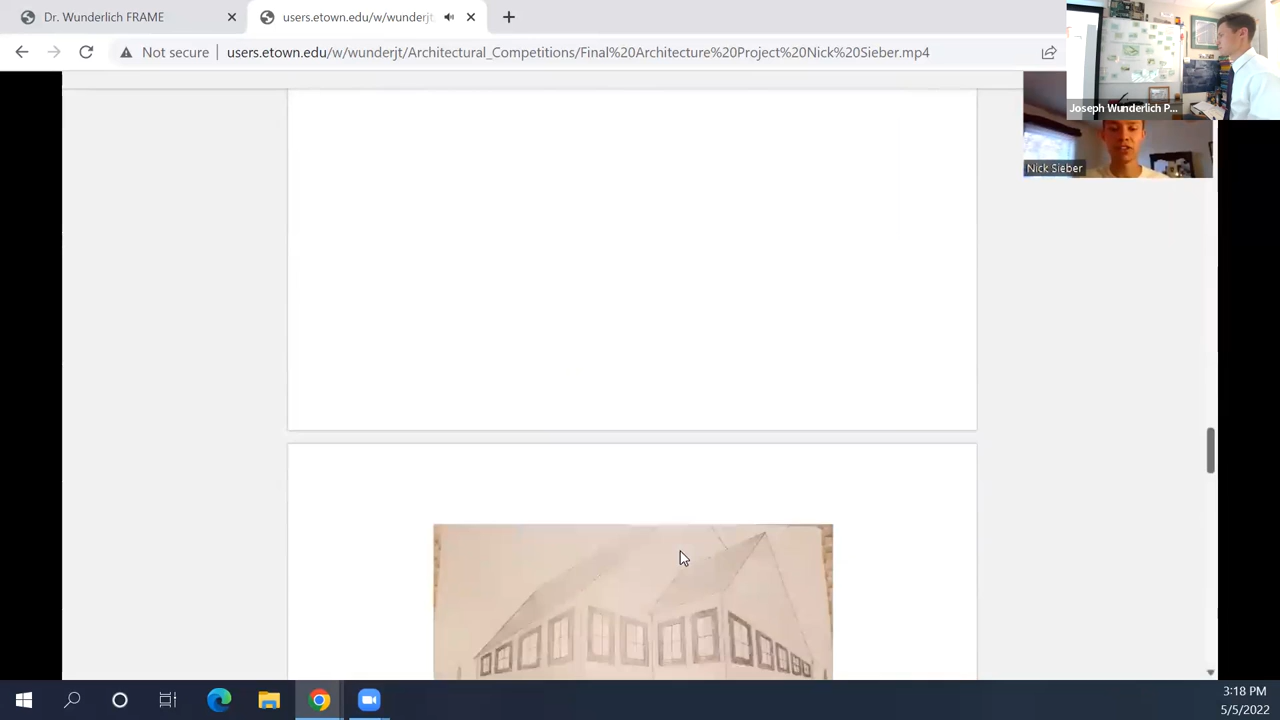 Dr. Wunderlich FRAME
users.etown.edu/w/wunderjt
Not secure
users.etown.edu/w/wunderjt/Architectural_Competitions/Final%20Architecture%20Project%20Nick%20Sieber.mp4
Joseph Wunderlich P...
Nick Sieber
3:18 PM
5/5/2022